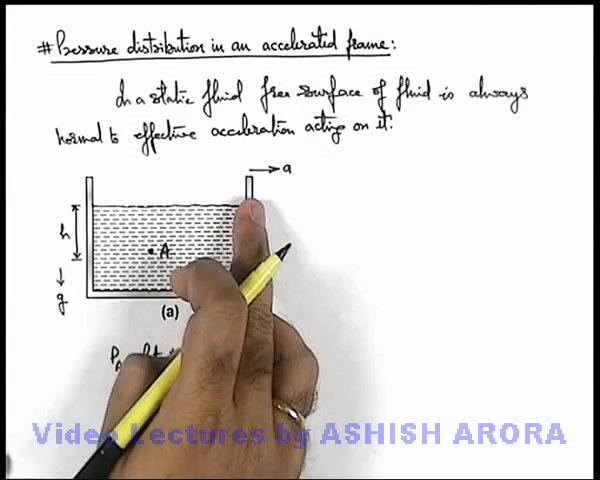 # Pressure distribution in an accelerated frame:
In a static fluid free surface of fluid is always
normal to effective acceleration acting on it.
a
h
A
g
(a)
P_A
Video Lectures by ASHISH ARORA